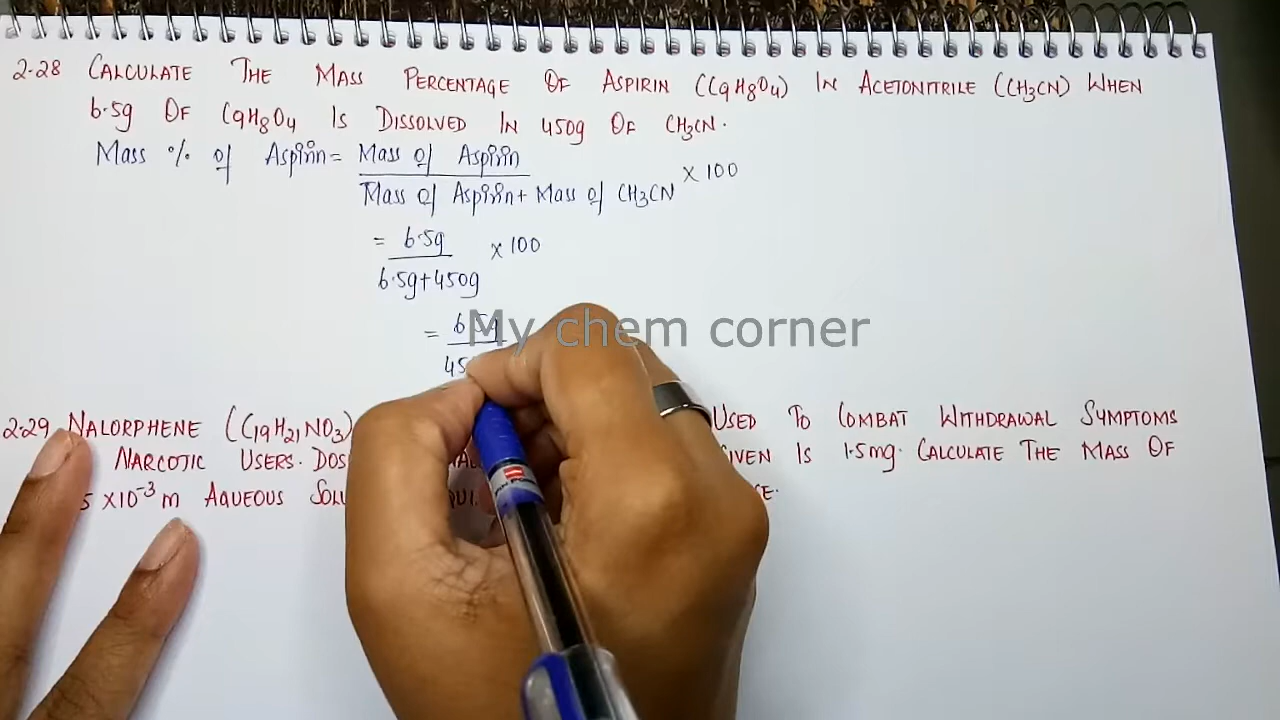 2.28 CALCULATE THE MASS PERCENTAGE OF ASPIRIN (C9H8O4) IN ACETONITRILE (CH3CN) WHEN
6.5g OF C9H8O4 IS DISSOLVED IN 450g OF CH3CN.
Mass % of Aspirin = Mass of Aspirin
Mass of Aspirin + Mass of CH3CN × 100
= 6.5g × 100
6.5g+450g
= 6.5g
45
My chem corner
2.29 NALORPHENE (C19H21NO3) USED TO COMBAT WITHDRAWAL SYMPTOMS
NARCOTIC USERS. DOS IS 1.5mg. CALCULATE THE MASS OF
5 ×10-3 m AQUEOUS